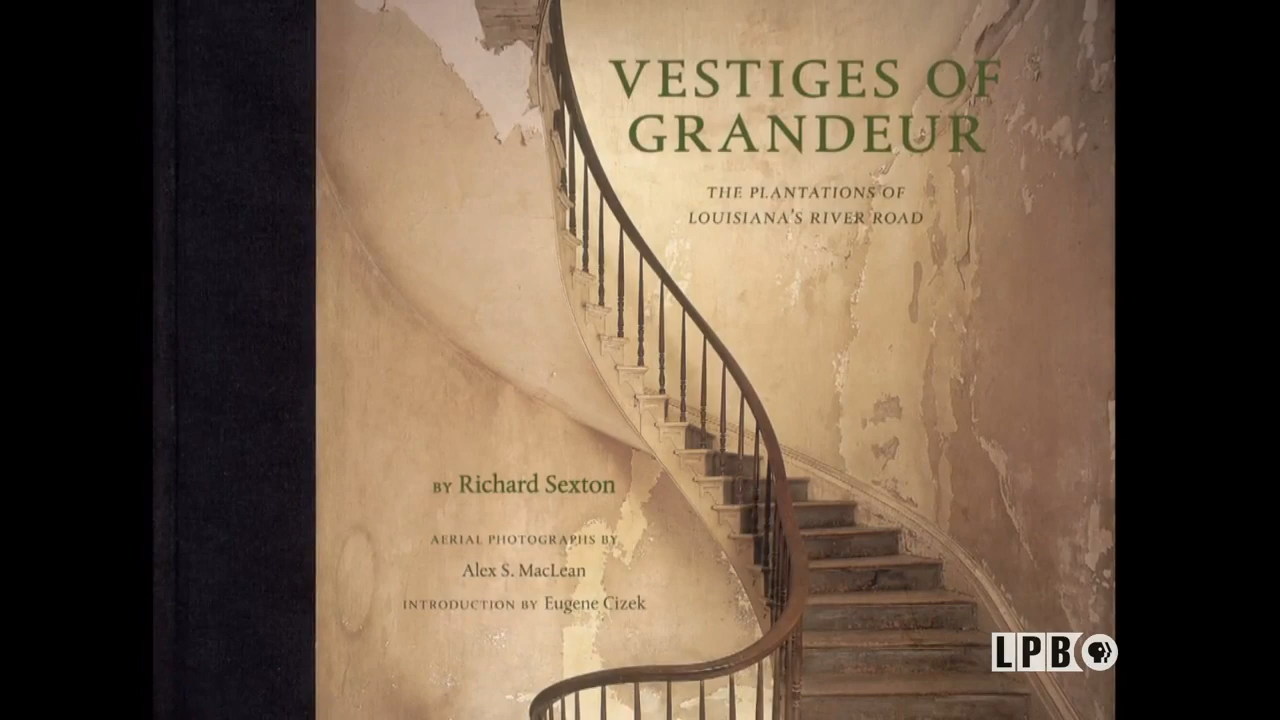 VESTIGES OF
GRANDEUR
THE PLANTATIONS OF
LOUISIANA'S RIVER ROAD
BY Richard Sexton
AERIAL PHOTOGRAPHS BY
Alex S. MacLean
INTRODUCTION BY Eugene Cizek
LPB